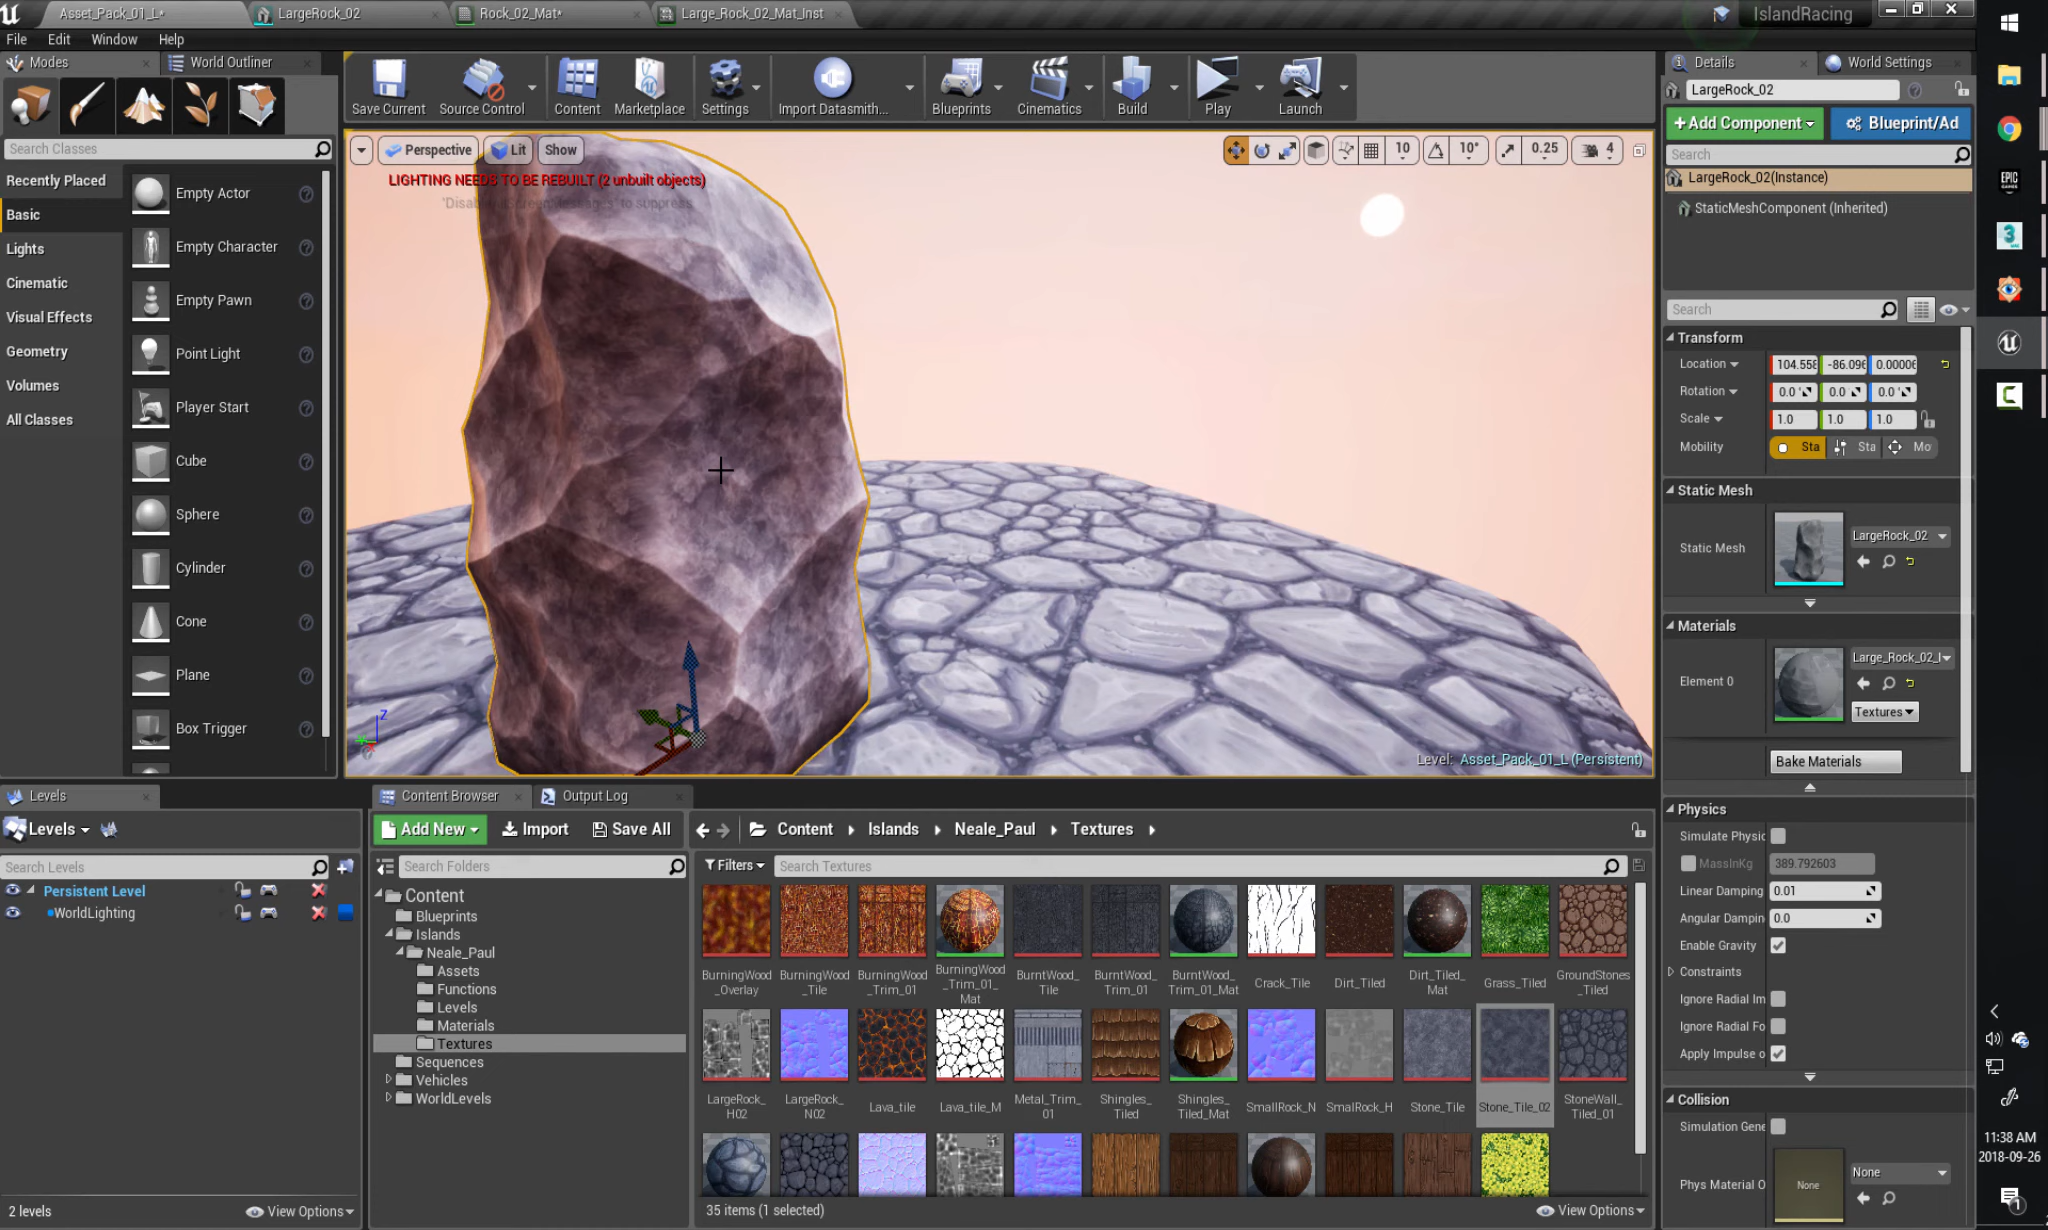 Asset_Pack_01_L*
LargeRock_02
Rock_02_Mat*
Large_Rock_02_Mat_Inst
IslandRacing
File Edit Window Help
Modes
World Outliner
Search Classes
Recently Placed
Basic
Lights
Cinematic
Visual Effects
Geometry
Volumes
All Classes
Empty Actor
Empty Character
Empty Pawn
Point Light
Player Start
Cube
Sphere
Cylinder
Cone
Plane
Box Trigger
Save Current
Source Control
Content
Marketplace
Settings
Import Datasmith...
Blueprints
Cinematics
Build
Play
Launch
Perspective
Lit
Show
10
10°
0.25
4
LIGHTING NEEDS TO BE REBUILT (2 unbuilt objects)
'DisableAllScreenMessages' to suppress
Z
Level: Asset_Pack_01_L (Persistent)
Details
World Settings
LargeRock_02
+Add Component
Blueprint/Ad
Search
LargeRock_02(Instance)
StaticMeshComponent (Inherited)
Search
Transform
Location 104.558 -86.096 0.00006
Rotation 0.0 ° 0.0 ° 0.0 °
Scale 1.0 1.0 1.0
Mobility Sta Sta Mo
Static Mesh
Static Mesh
LargeRock_02
Materials
Element 0
Large_Rock_02_I
Textures
Bake Materials
Physics
Simulate Physic
MassInKg 389.792603
Linear Damping 0.01
Angular Dampin 0.0
Enable Gravity
Constraints
Ignore Radial Im
Ignore Radial Fo
Apply Impulse o
Collision
Simulation Gene
Phys Material O
None
None
Levels
Levels
Search Levels
Persistent Level
WorldLighting
2 levels
View Options
Content Browser
Output Log
Add New
Import
Save All
Content
Islands
Neale_Paul
Textures
Search Folders
Content
Blueprints
Islands
Neale_Paul
Assets
Functions
Levels
Materials
Textures
Sequences
Vehicles
WorldLevels
Filters
Search Textures
BurningWood_Overlay
BurningWood_Tile
BurningWood_Trim_01
BurningWood_Trim_01_Mat
BurntWood_Tile
BurntWood_Trim_01
BurntWood_Trim_01_Mat
Crack_Tile
Dirt_Tiled
Dirt_Tiled_Mat
Grass_Tiled
GroundStones_Tiled
LargeRock_H02
LargeRock_N02
Lava_tile
Lava_tile_M
Metal_Trim_01
Shingles_Tiled
Shingles_Tiled_Mat
SmallRock_N
SmalRock_H
Stone_Tile
Stone_Tile_02
StoneWall_Tiled_01
35 items (1 selected)
View Options
EPIC
GAMES
3
11:38 AM
2018-09-26
1